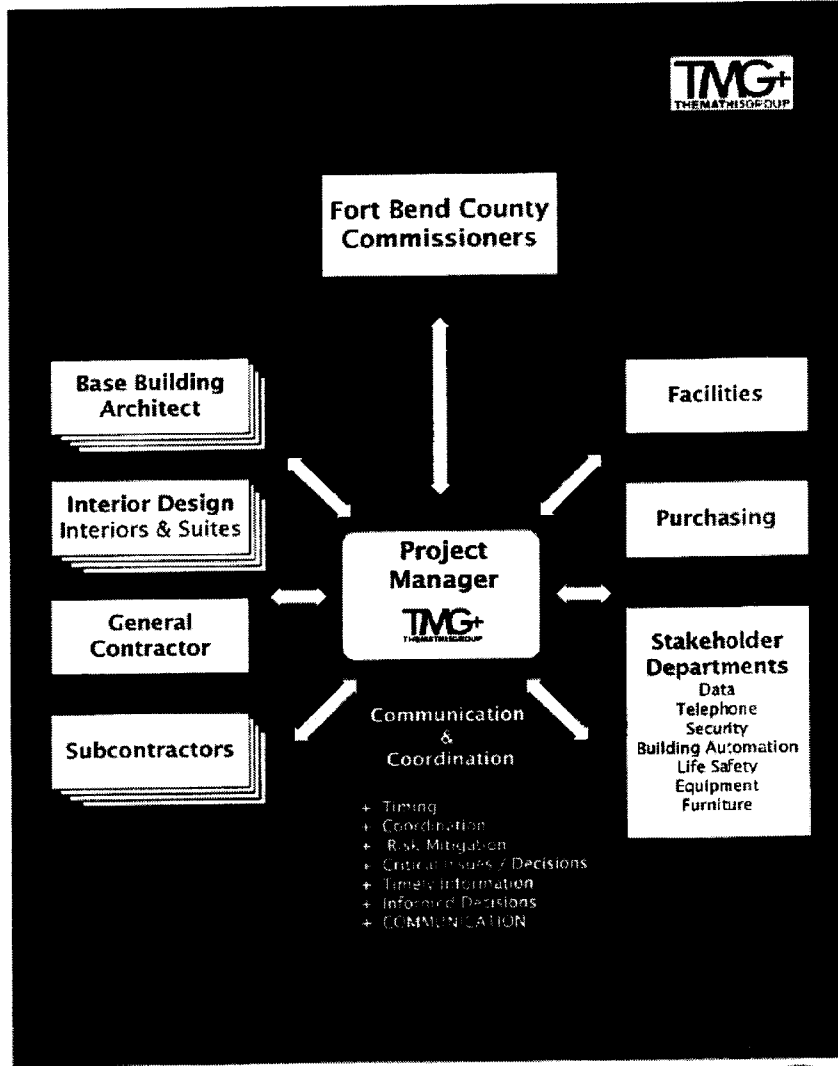 TMG+
THEMATHISGROUP
Fort Bend County
Commissioners
Base Building
Architect
Interior Design
Interiors & Suites
General
Contractor
Subcontractors
Project
Manager
TMG+
THEMATHISGROUP
Communication
&
Coordination
+ Timing
+ Coordination
+ Risk Mitigation
+ Critical Issues / Decisions
+ Timely Information
+ Informed Decisions
+ COMMUNICATION
Facilities
Purchasing
Stakeholder
Departments
Data
Telephone
Security
Building Automation
Life Safety
Equipment
Furniture